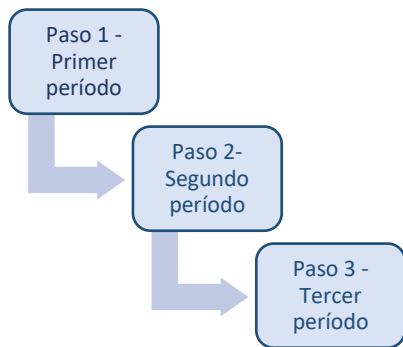 Paso 1 -
Primer
período
Paso 2-
Segundo
período
Paso 3 -
Tercer
período